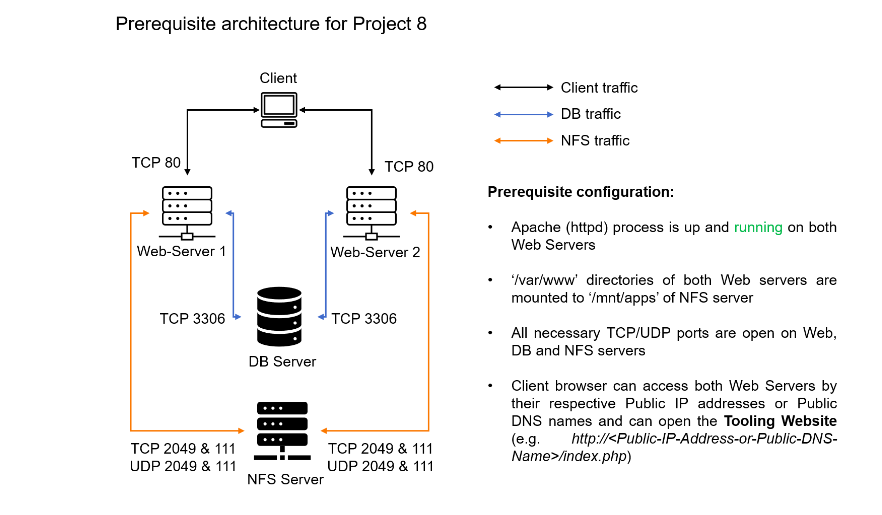 Prerequisite architecture for Project 8
Client
TCP 80
TCP 80
Web-Server 1
Web-Server 2
TCP 3306
TCP 3306
DB Server
TCP 2049 & 111
UDP 2049 & 111
TCP 2049 & 111
UDP 2049 & 111
NFS Server
Client traffic
DB traffic
NFS traffic
Prerequisite configuration:
• Apache (httpd) process is up and running on both
Web Servers
• ‘/var/www’ directories of both Web servers are
mounted to ‘/mnt/apps’ of NFS server
• All necessary TCP/UDP ports are open on Web,
DB and NFS servers
• Client browser can access both Web Servers by
their respective Public IP addresses or Public
DNS names and can open the Tooling Website
(e.g. http://<Public-IP-Address-or-Public-DNS-
Name>/index.php)